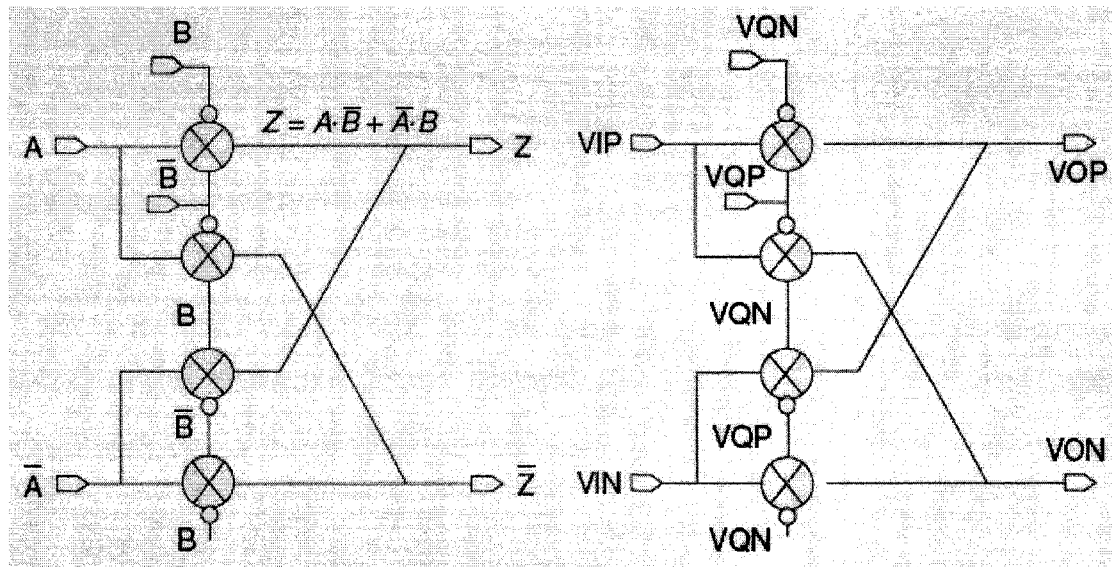 B
Z = A·B̅ + A̅·B
A
Z
B̅
B
B̅
A̅
Z̅
B
VQN
VIP
VOP
VQP
VQN
VQP
VIN
VON
VQN